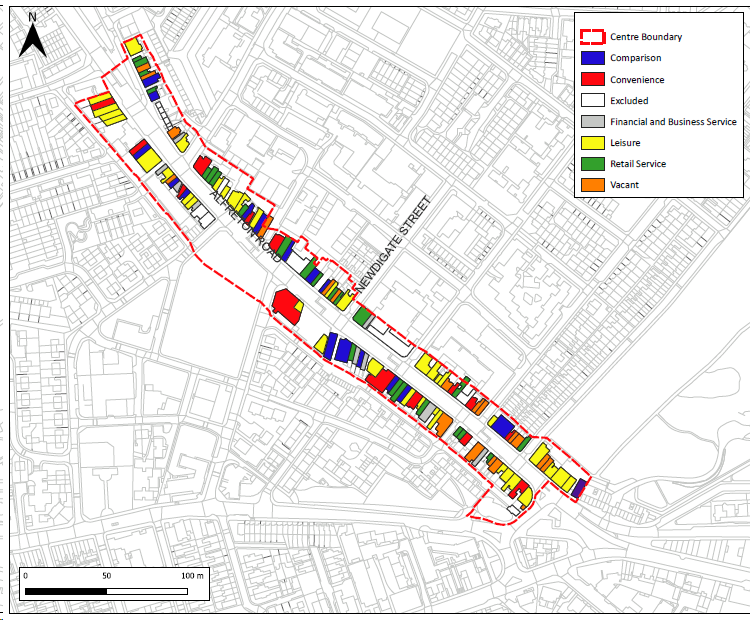 N
Centre Boundary
Comparison
Convenience
Excluded
Financial and Business Service
Leisure
Retail Service
Vacant
NEWDIGATE STREET
ROAD
0 50 100 m